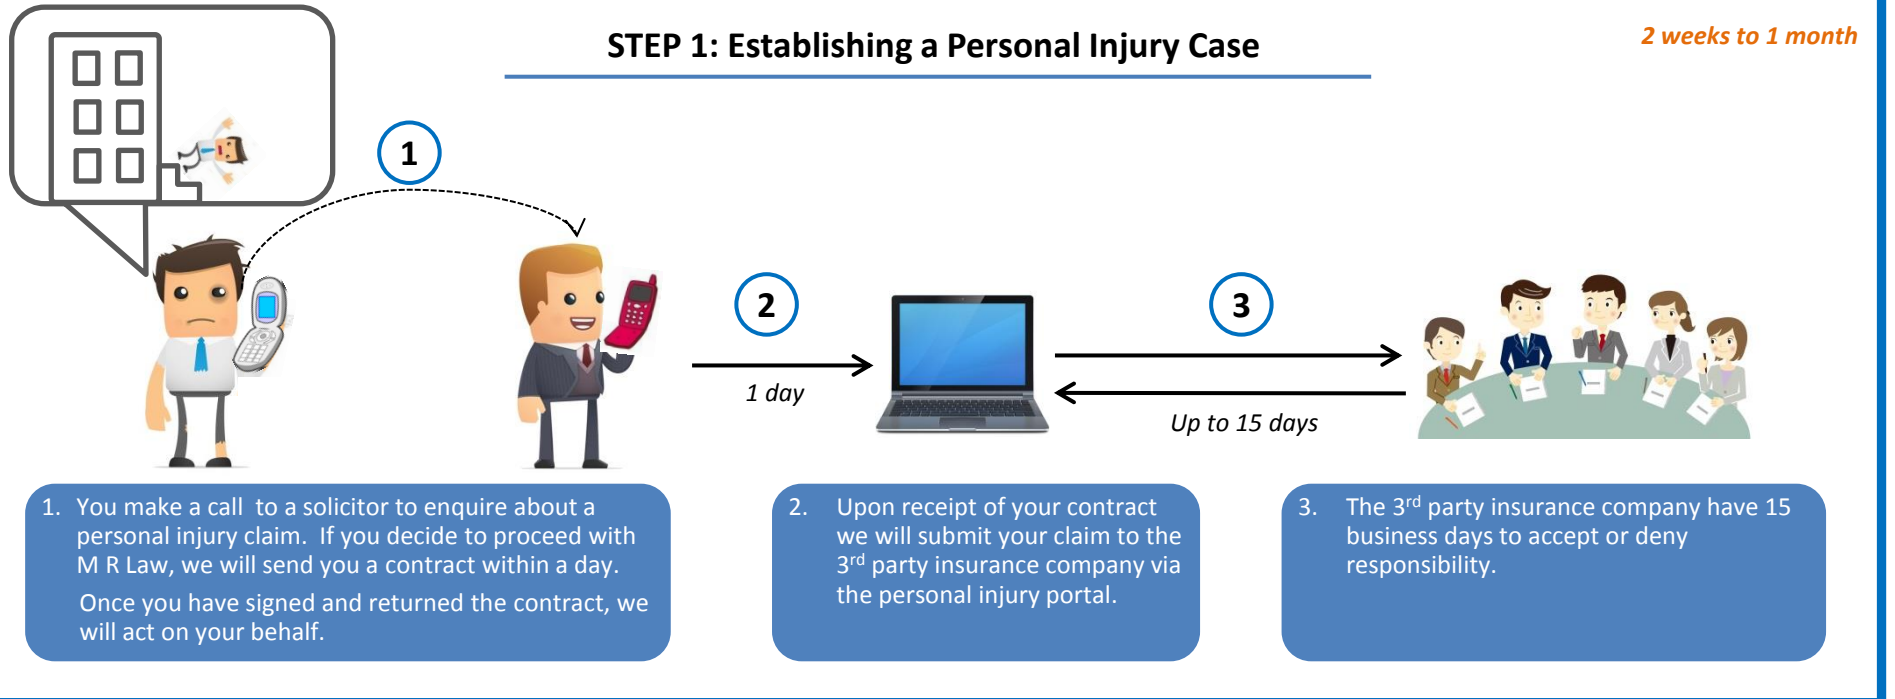 STEP 1: Establishing a Personal Injury Case
2 weeks to 1 month
1
2
3
1 day
Up to 15 days
1. You make a call  to a solicitor to enquire about a
personal injury claim.  If you decide to proceed with
M R Law, we will send you a contract within a day.
Once you have signed and returned the contract, we
will act on your behalf.
2. Upon receipt of your contract
we will submit your claim to the
3rd party insurance company via
the personal injury portal.
3. The 3rd party insurance company have 15
business days to accept or deny
responsibility.